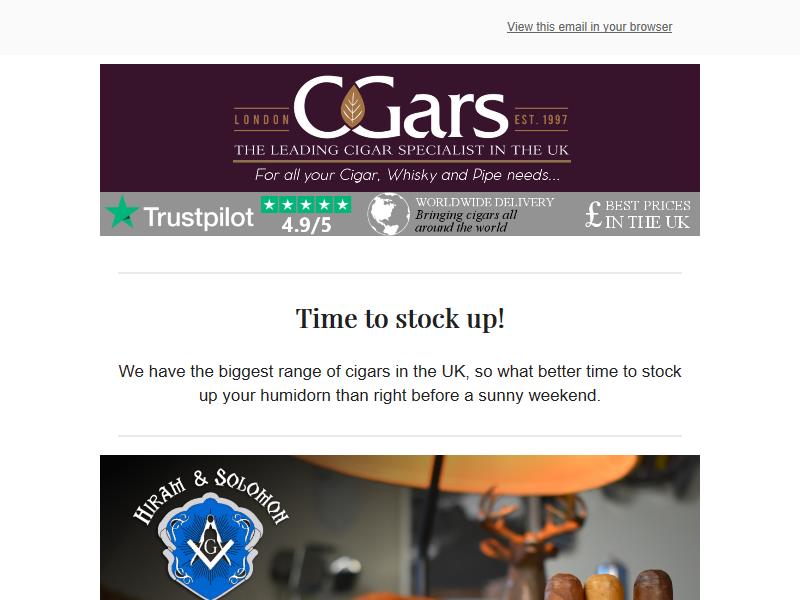 View this email in your browser
CGars
LONDON
EST. 1997
THE LEADING CIGAR SPECIALIST IN THE UK
For all your Cigar, Whisky and Pipe needs...
Trustpilot
4.9/5
WORLDWIDE DELIVERY
Bringing cigars all
around the world
£ BEST PRICES
IN THE UK
Time to stock up!
We have the biggest range of cigars in the UK, so what better time to stock
up your humidorn than right before a sunny weekend.
HIRAM & SOLOMON
G